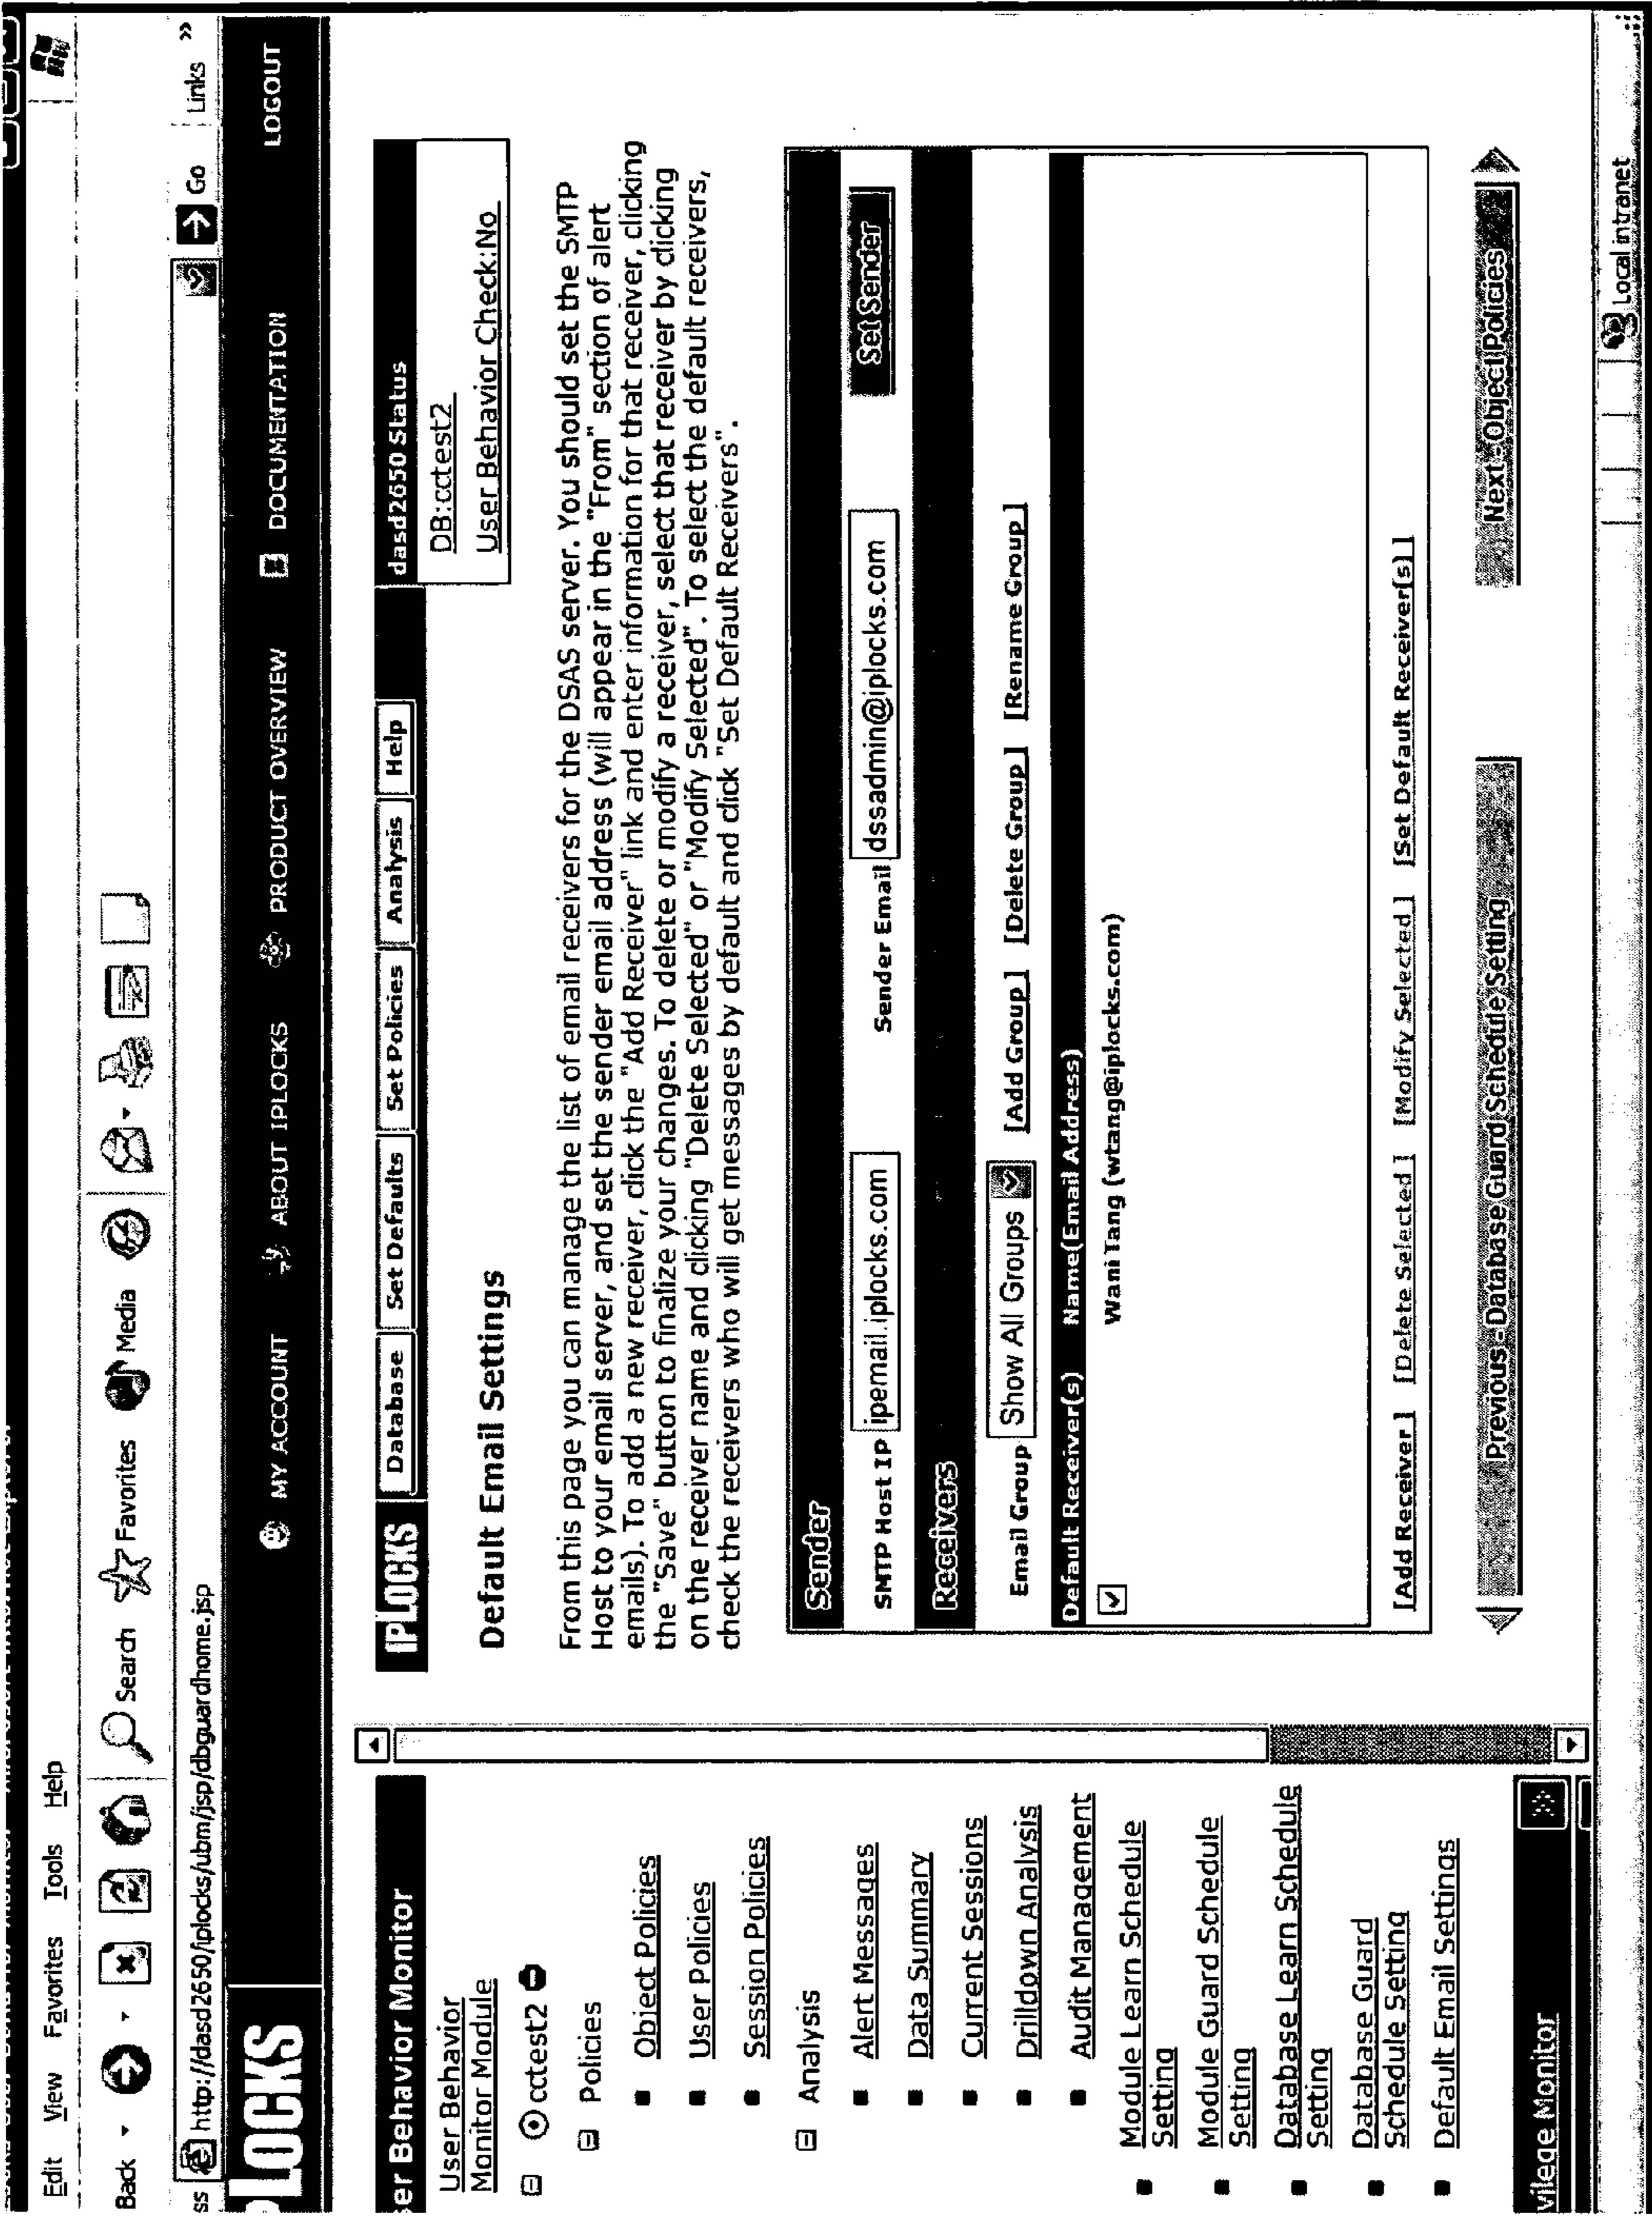 Edit View Favorites Tools Help
Back Search Favorites Media
ss http://dasd2650/iplocks/ubm/jsp/dbguardhome.jsp Go Links »
PLOCKS MY ACCOUNT ABOUT IPLOCKS PRODUCT OVERVIEW DOCUMENTATION LOGOUT
er Behavior Monitor
User Behavior
Monitor Module
cctest2
Policies
Object Policies
User Policies
Session Policies
Analysis
Alert Messages
Data Summary
Current Sessions
Drilldown Analysis
Audit Management
Module Learn Schedule
Setting
Module Guard Schedule
Setting
Database Learn Schedule
Setting
Database Guard
Schedule Setting
Default Email Settings
vilege Monitor »
IPLOCKS Database Set Defaults Set Policies Analysis Help
dasd2650 Status
DB:cctest2
User Behavior Check:No
Default Email Settings
From this page you can manage the list of email receivers for the DSAS server. You should set the SMTP
Host to your email server, and set the sender email address (will appear in the "From" section of alert
emails). To add a new receiver, click the "Add Receiver" link and enter information for that receiver, clicking
the "Save" button to finalize your changes. To delete or modify a receiver, select that receiver by clicking
on the receiver name and clicking "Delete Selected" or "Modify Selected". To select the default receivers,
check the receivers who will get messages by default and click "Set Default Receivers".
Sender
SMTP Host IP ipemail.iplocks.com Sender Email dssadmin@iplocks.com Set Sender
Receivers
Email Group Show All Groups [Add Group] [Delete Group] [Rename Group]
Default Receiver(s) Name(Email Address)
Wani Tang (wtang@iplocks.com)
[Add Receiver] [Delete Selected] [Modify Selected] [Set Default Receiver(s)]
Previous - Database Guard Schedule Setting Next - Object Policies
Local intranet